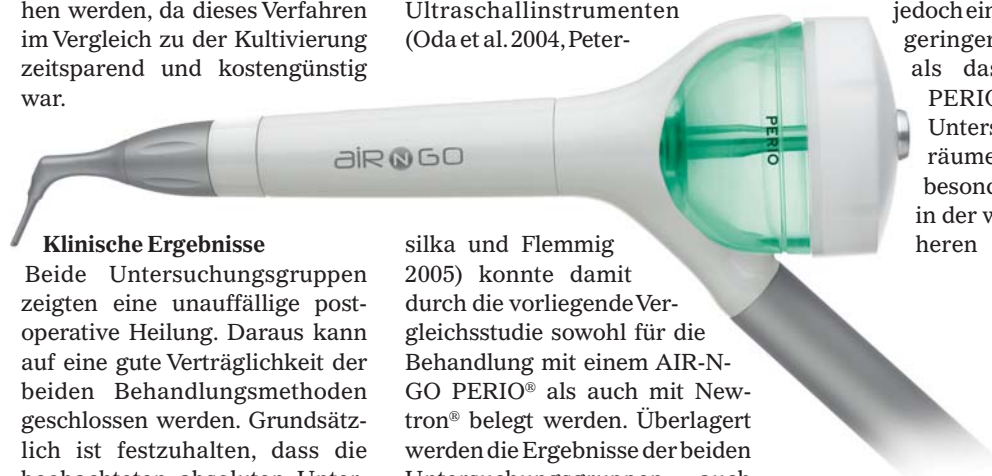 hen werden, da dieses Verfahren
im Vergleich zu der Kultivierung
zeitsparend und kostengünstig
war.
Klinische Ergebnisse
Beide Untersuchungsgruppen
zeigten eine unauffällige post-
operative Heilung. Daraus kann
auf eine gute Verträglichkeit der
beiden Behandlungsmethoden
geschlossen werden. Grundsätz-
lich ist festzuhalten, dass die
beobachteten absoluten Unter-
Ultraschallinstrumenten
(Oda et al. 2004, Peter-
silka und Flemmig
2005) konnte damit
durch die vorliegende Ver-
gleichsstudie sowohl für die
Behandlung mit einem AIR-N-
GO PERIO® als auch mit New-
tron® belegt werden. Überlagert
werden die Ergebnisse der beiden
Untersuchungsgruppen auch
jedoch ein
geringer
als das
PERIO
Unters
räume
besond
in der w
heren
AIR N GO
PERIO